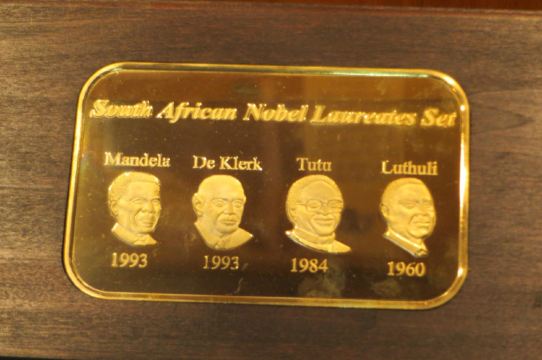 South African Nobel Laureates Set
Mandela De Klerk Tutu Luthuli
1993 1993 1984 1960